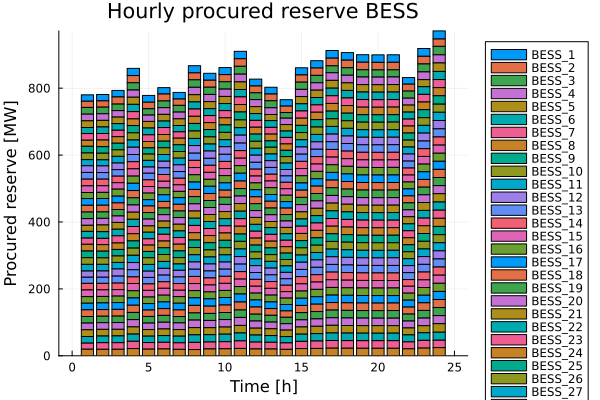 Hourly procured reserve BESS
Procured reserve [MW]
800
600
400
200
0
0 5 10 15 20 25
Time [h]
BESS_1
BESS_2
BESS_3
BESS_4
BESS_5
BESS_6
BESS_7
BESS_8
BESS_9
BESS_10
BESS_11
BESS_12
BESS_13
BESS_14
BESS_15
BESS_16
BESS_17
BESS_18
BESS_19
BESS_20
BESS_21
BESS_22
BESS_23
BESS_24
BESS_25
BESS_26
BESS_27